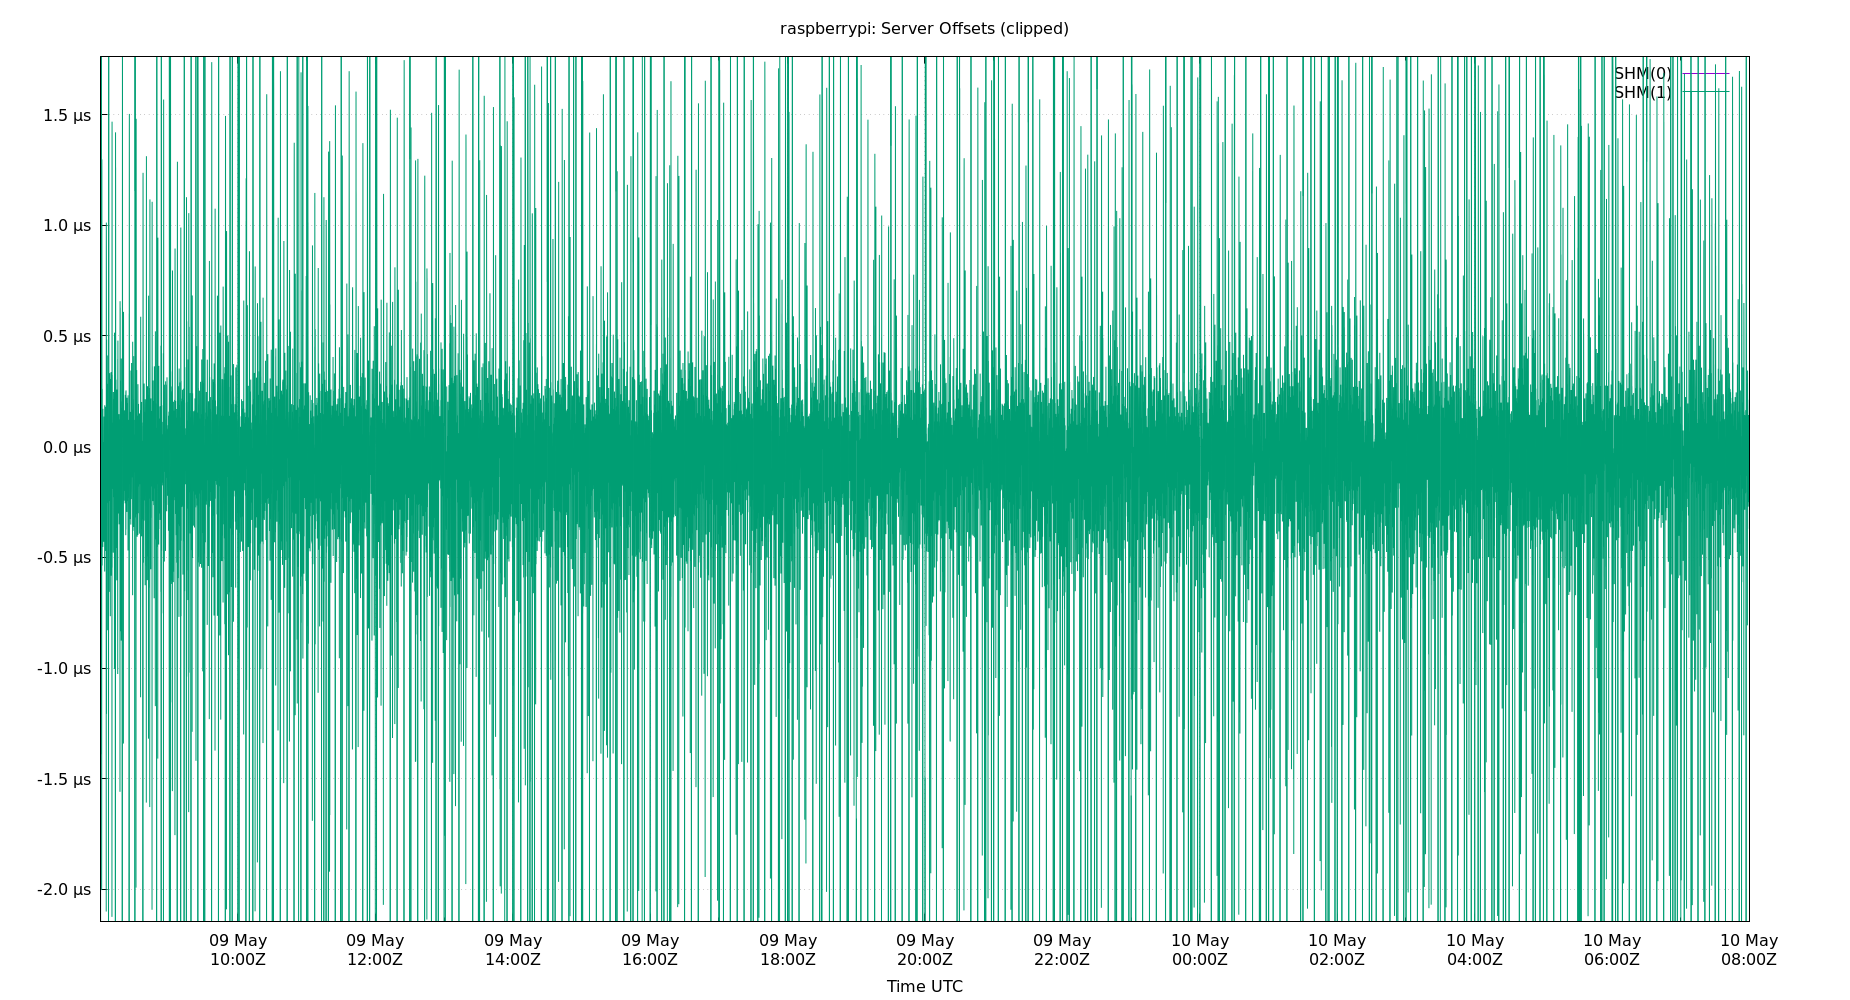 raspberrypi: Server Offsets (clipped)
SHM(0)
SHM(1)
1.5 µs
1.0 µs
0.5 µs
0.0 µs
-0.5 µs
-1.0 µs
-1.5 µs
-2.0 µs
09 May 09 May 09 May 09 May 09 May 09 May 09 May 10 May 10 May 10 May 10 May 10 May
10:00Z 12:00Z 14:00Z 16:00Z 18:00Z 20:00Z 22:00Z 00:00Z 02:00Z 04:00Z 06:00Z 08:00Z
Time UTC